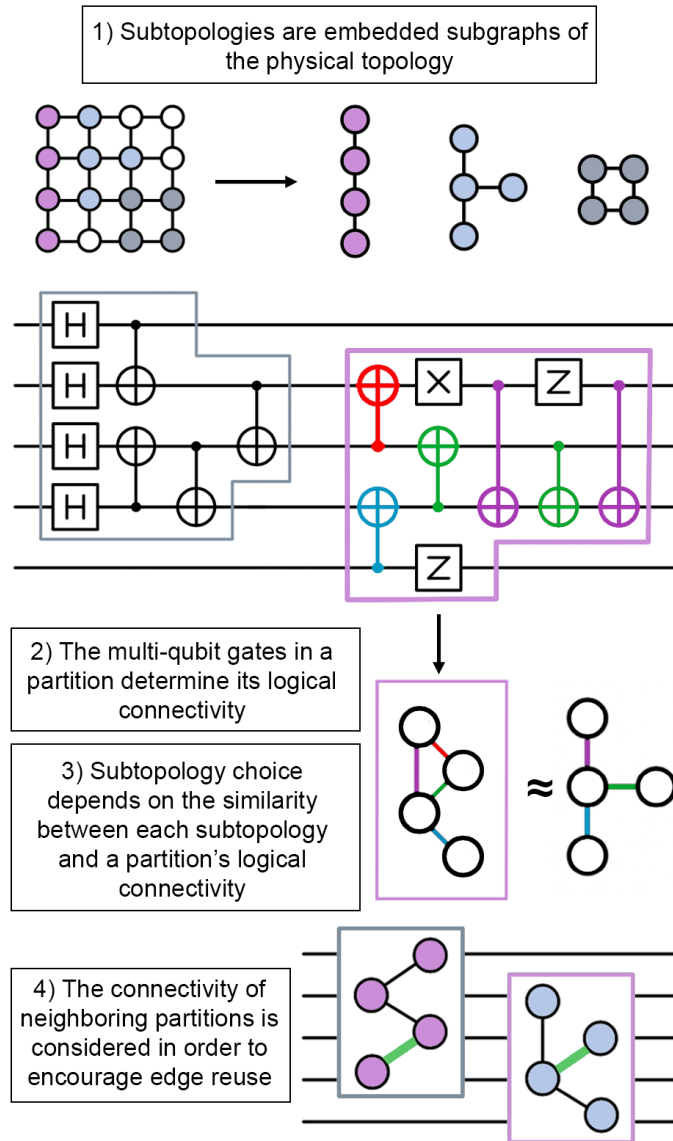 1) Subtopologies are embedded subgraphs of
the physical topology
H
H
X
Z
H
H
Z
2) The multi-qubit gates in a
partition determine its logical
connectivity
3) Subtopology choice
depends on the similarity
between each subtopology
and a partition's logical
connectivity
≈
4) The connectivity of
neighboring partitions is
considered in order to
encourage edge reuse